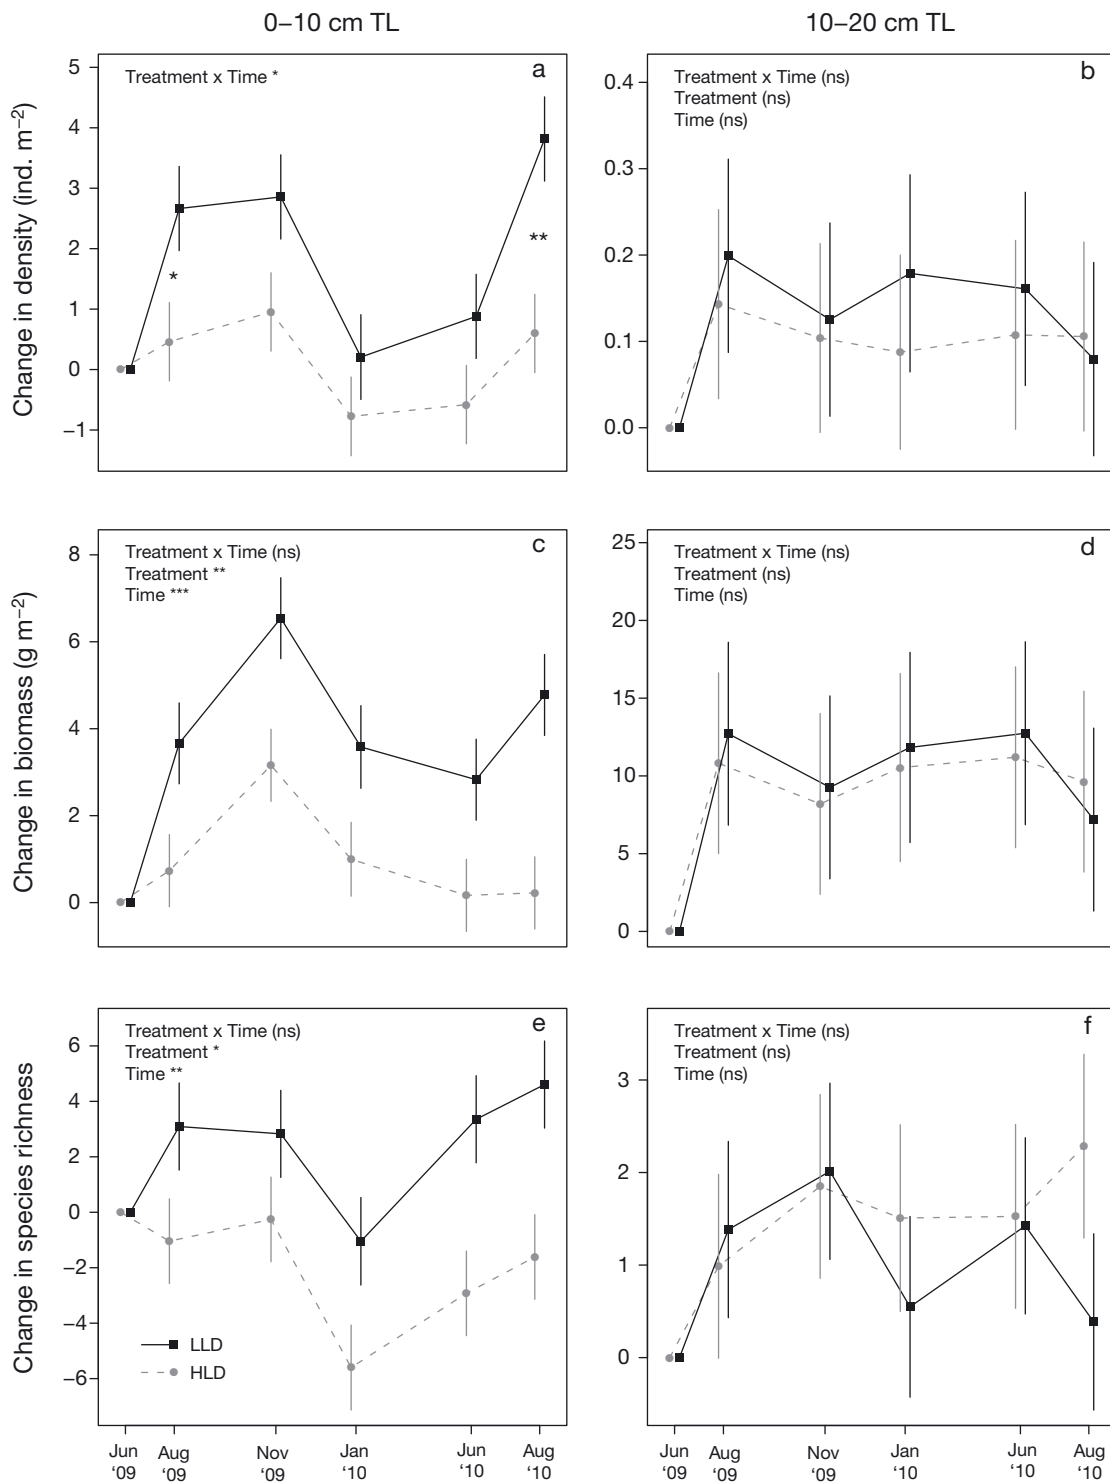 0–10 cm TL
10–20 cm TL
Change in density (ind. m–2)
5
4
3
2
1
0
–1
Treatment x Time *
a
*
**
0.4
0.3
0.2
0.1
0.0
Treatment x Time (ns)
Treatment (ns)
Time (ns)
b
Change in biomass (g m–2)
8
6
4
2
0
Treatment x Time (ns)
Treatment **
Time ***
c
25
20
15
10
5
0
Treatment x Time (ns)
Treatment (ns)
Time (ns)
d
Change in species richness
6
4
2
0
–2
–4
–6
Treatment x Time (ns)
Treatment *
Time **
e
LLD
HLD
Jun ‘09
Aug ‘09
Nov ‘09
Jan ‘10
Jun ‘10
Aug ‘10
3
2
1
0
Treatment x Time (ns)
Treatment (ns)
Time (ns)
f
Jun ‘09
Aug ‘09
Nov ‘09
Jan ‘10
Jun ‘10
Aug ‘10